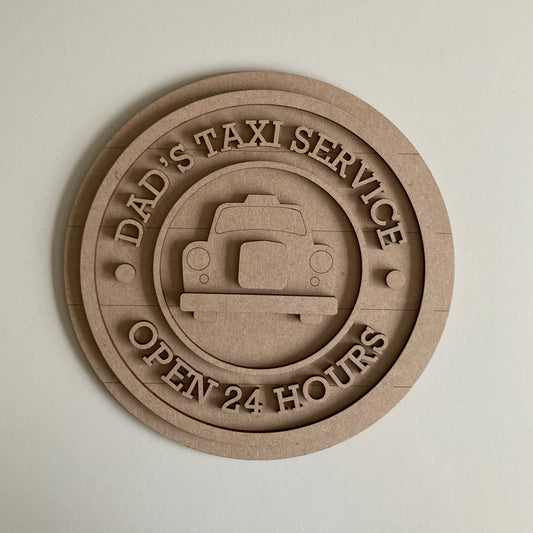 DAD'S TAXI SERVICE
OPEN 24 HOURS